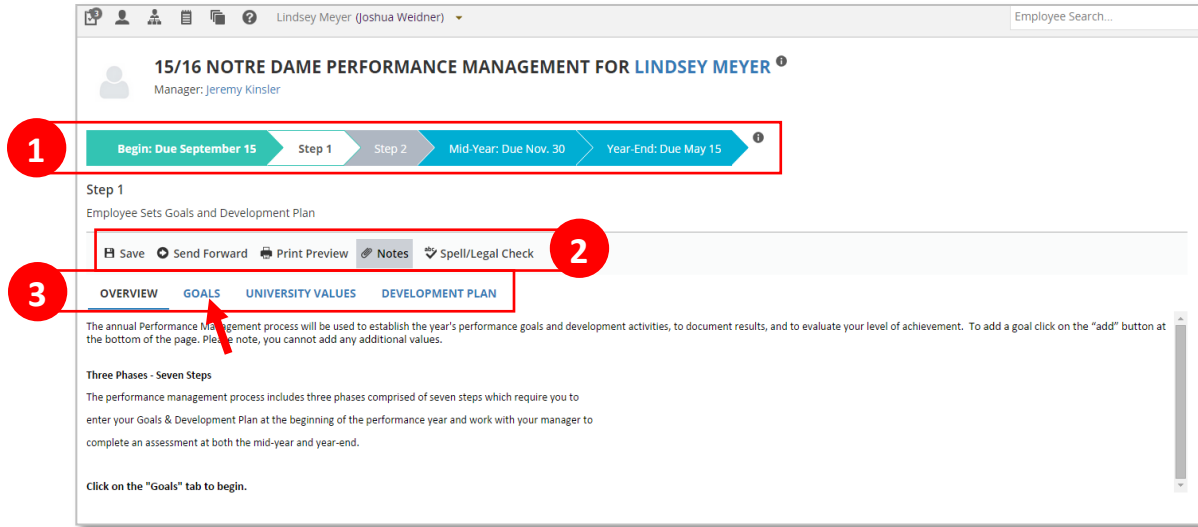 3
Lindsey Meyer (Joshua Weidner)
Employee Search...
15/16 NOTRE DAME PERFORMANCE MANAGEMENT FOR LINDSEY MEYER
Manager: Jeremy Kinsler
1
Begin: Due September 15
Step 1
Step 2
Mid-Year: Due Nov. 30
Year-End: Due May 15
Step 1
Employee Sets Goals and Development Plan
Save
Send Forward
Print Preview
Notes
abc Spell/Legal Check
2
3
OVERVIEW
GOALS
UNIVERSITY VALUES
DEVELOPMENT PLAN
The annual Performance Management process will be used to establish the year's performance goals and development activities, to document results, and to evaluate your level of achievement. To add a goal click on the “add” button at
the bottom of the page. Please note, you cannot add any additional values.
Three Phases - Seven Steps
The performance management process includes three phases comprised of seven steps which require you to
enter your Goals & Development Plan at the beginning of the performance year and work with your manager to
complete an assessment at both the mid-year and year-end.
Click on the "Goals" tab to begin.